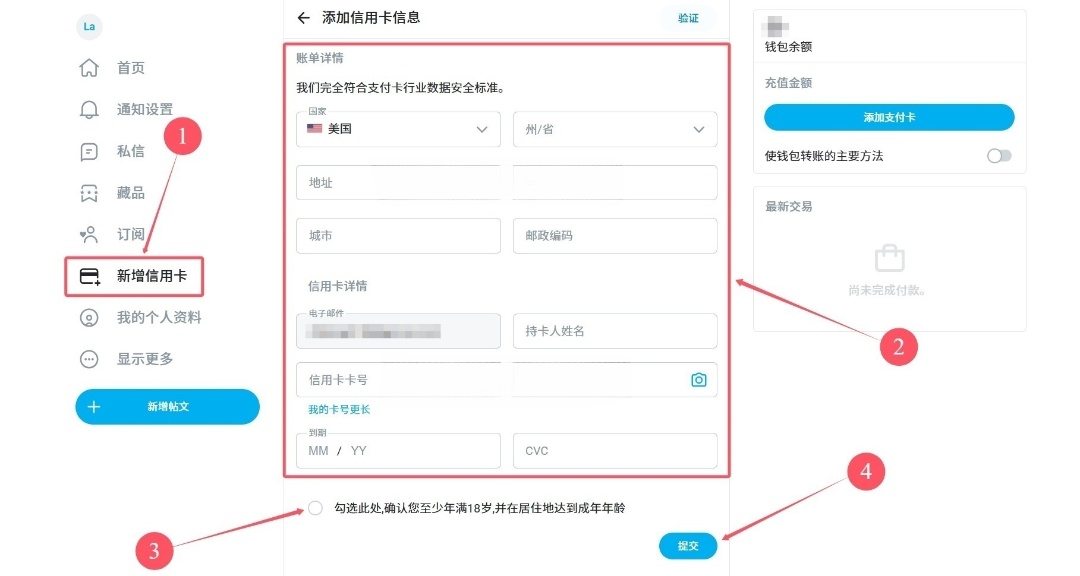 La
首页
通知设置
私信
藏品
订阅
新增信用卡
我的个人资料
显示更多
新增帖文
1
添加信用卡信息
验证
账单详情
我们完全符合支付卡行业数据安全标准。
国家
美国
州/省
地址
城市
邮政编码
信用卡详情
电子邮件
持卡人姓名
信用卡卡号
我的卡号更长
到期
MM / YY
CVC
勾选此处,确认您至少年满18岁,并在居住地达到成年年龄
3
提交
钱包余额
充值金额
添加支付卡
使钱包转账的主要方法
最新交易
尚未完成付款。
2
4